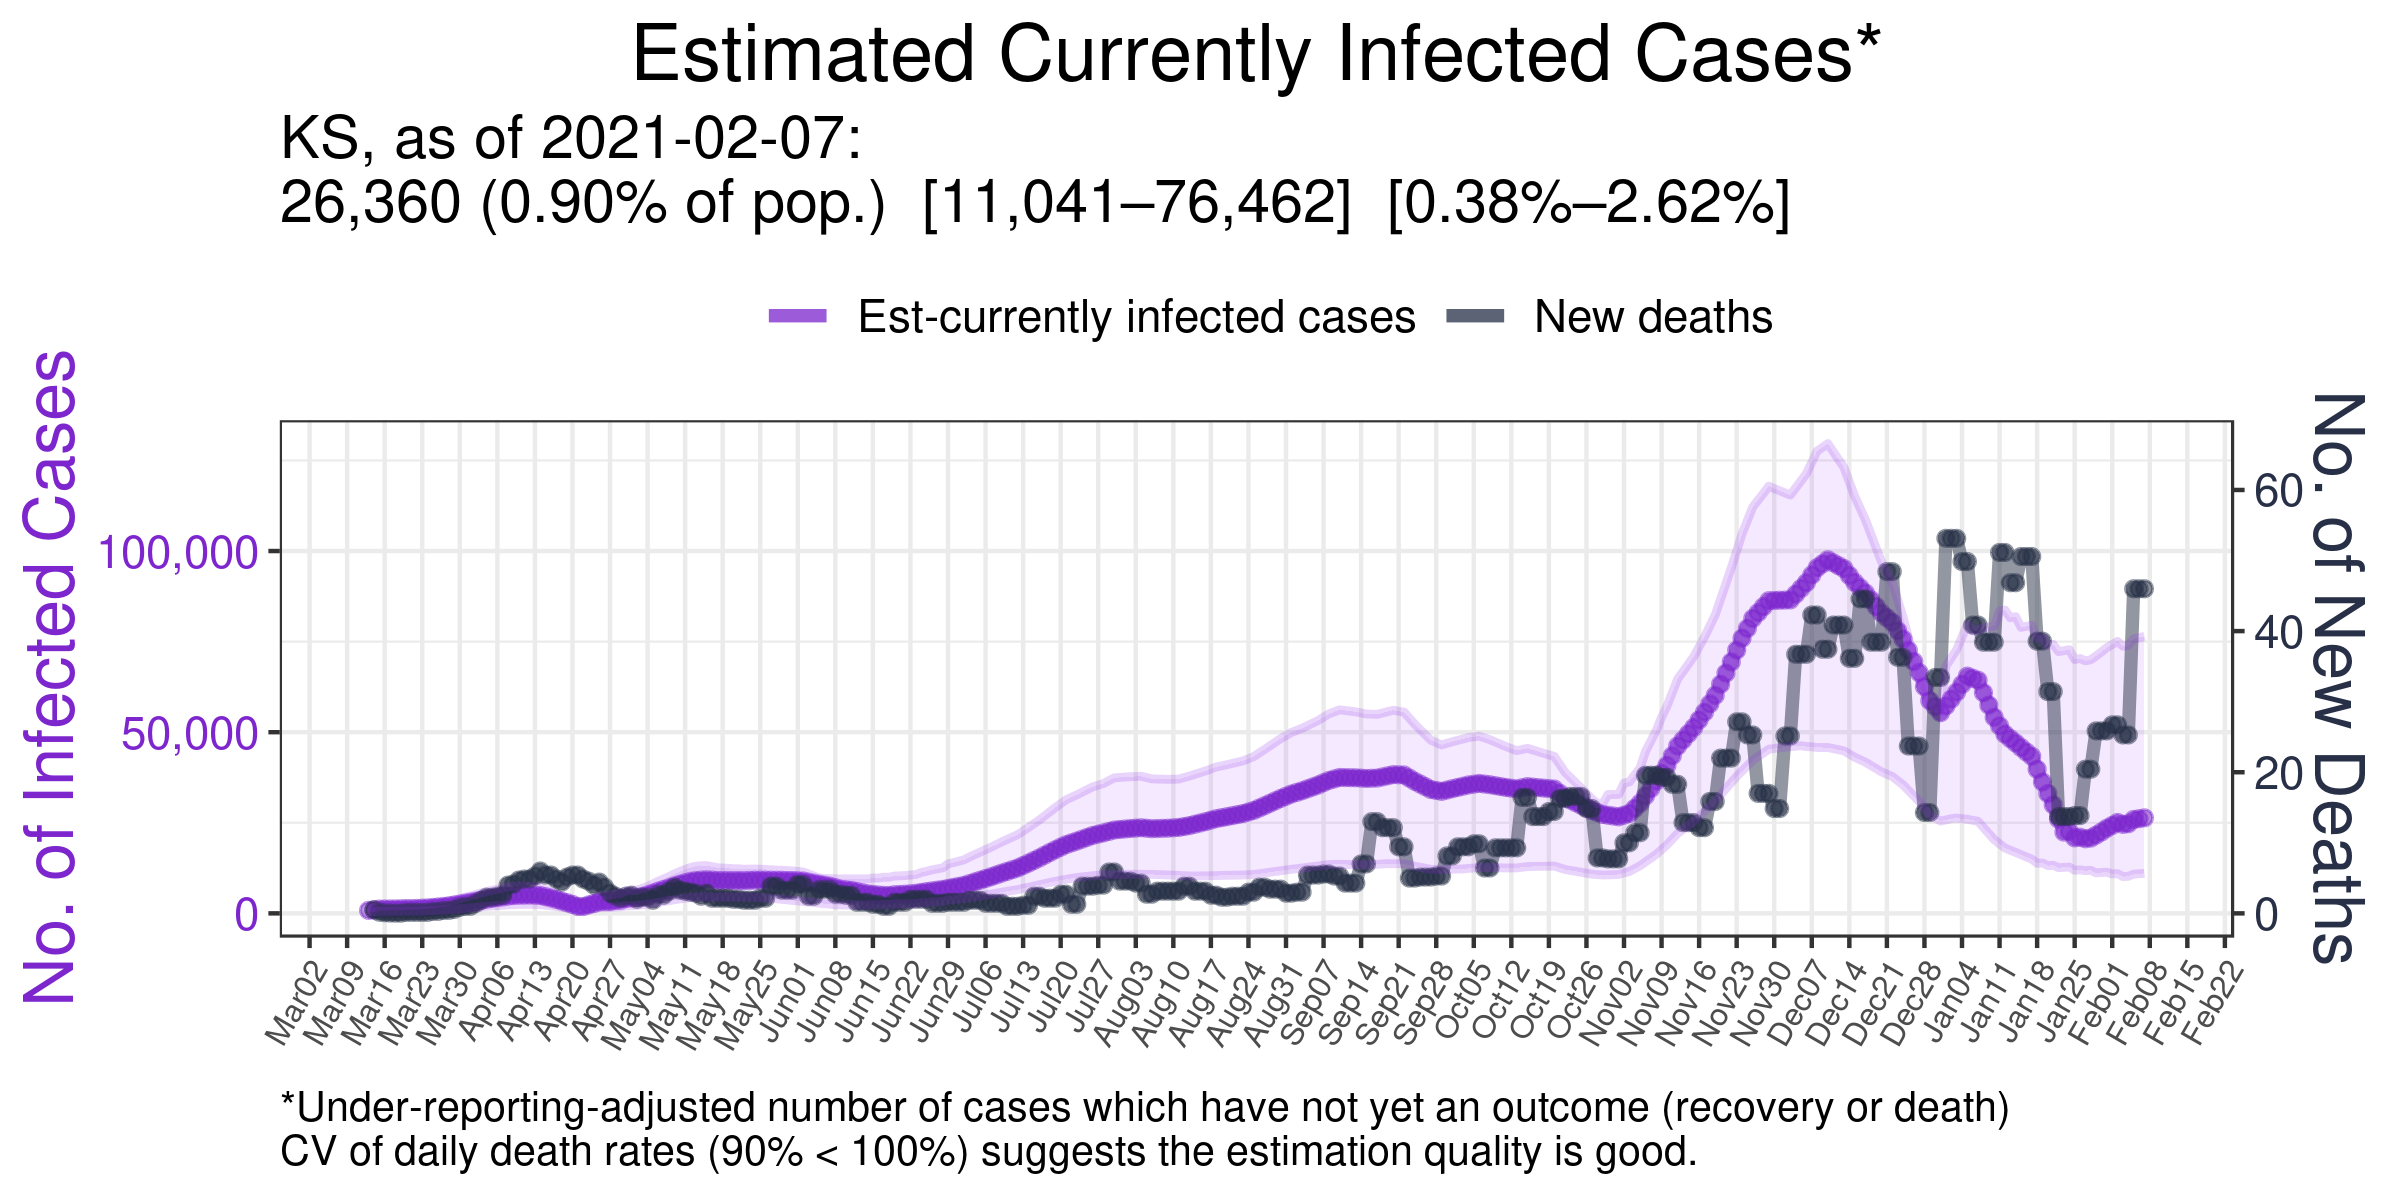 Estimated Currently Infected Cases*
KS, as of 2021-02-07:
26,360 (0.90% of pop.) [11,041–76,462] [0.38%–2.62%]
Est-currently infected cases
New deaths
No. of Infected Cases
100,000
50,000
0
No. of New Deaths
60
40
20
0
Mar02
Mar09
Mar16
Mar23
Mar30
Apr06
Apr13
Apr20
Apr27
May04
May11
May18
May25
Jun01
Jun08
Jun15
Jun22
Jun29
Jul06
Jul13
Jul20
Jul27
Aug03
Aug10
Aug17
Aug24
Aug31
Sep07
Sep14
Sep21
Sep28
Oct05
Oct12
Oct19
Oct26
Nov02
Nov09
Nov16
Nov23
Nov30
Dec07
Dec14
Dec21
Dec28
Jan04
Jan11
Jan18
Jan25
Feb01
Feb08
Feb15
Feb22
*Under-reporting-adjusted number of cases which have not yet an outcome (recovery or death)
CV of daily death rates (90% < 100%) suggests the estimation quality is good.